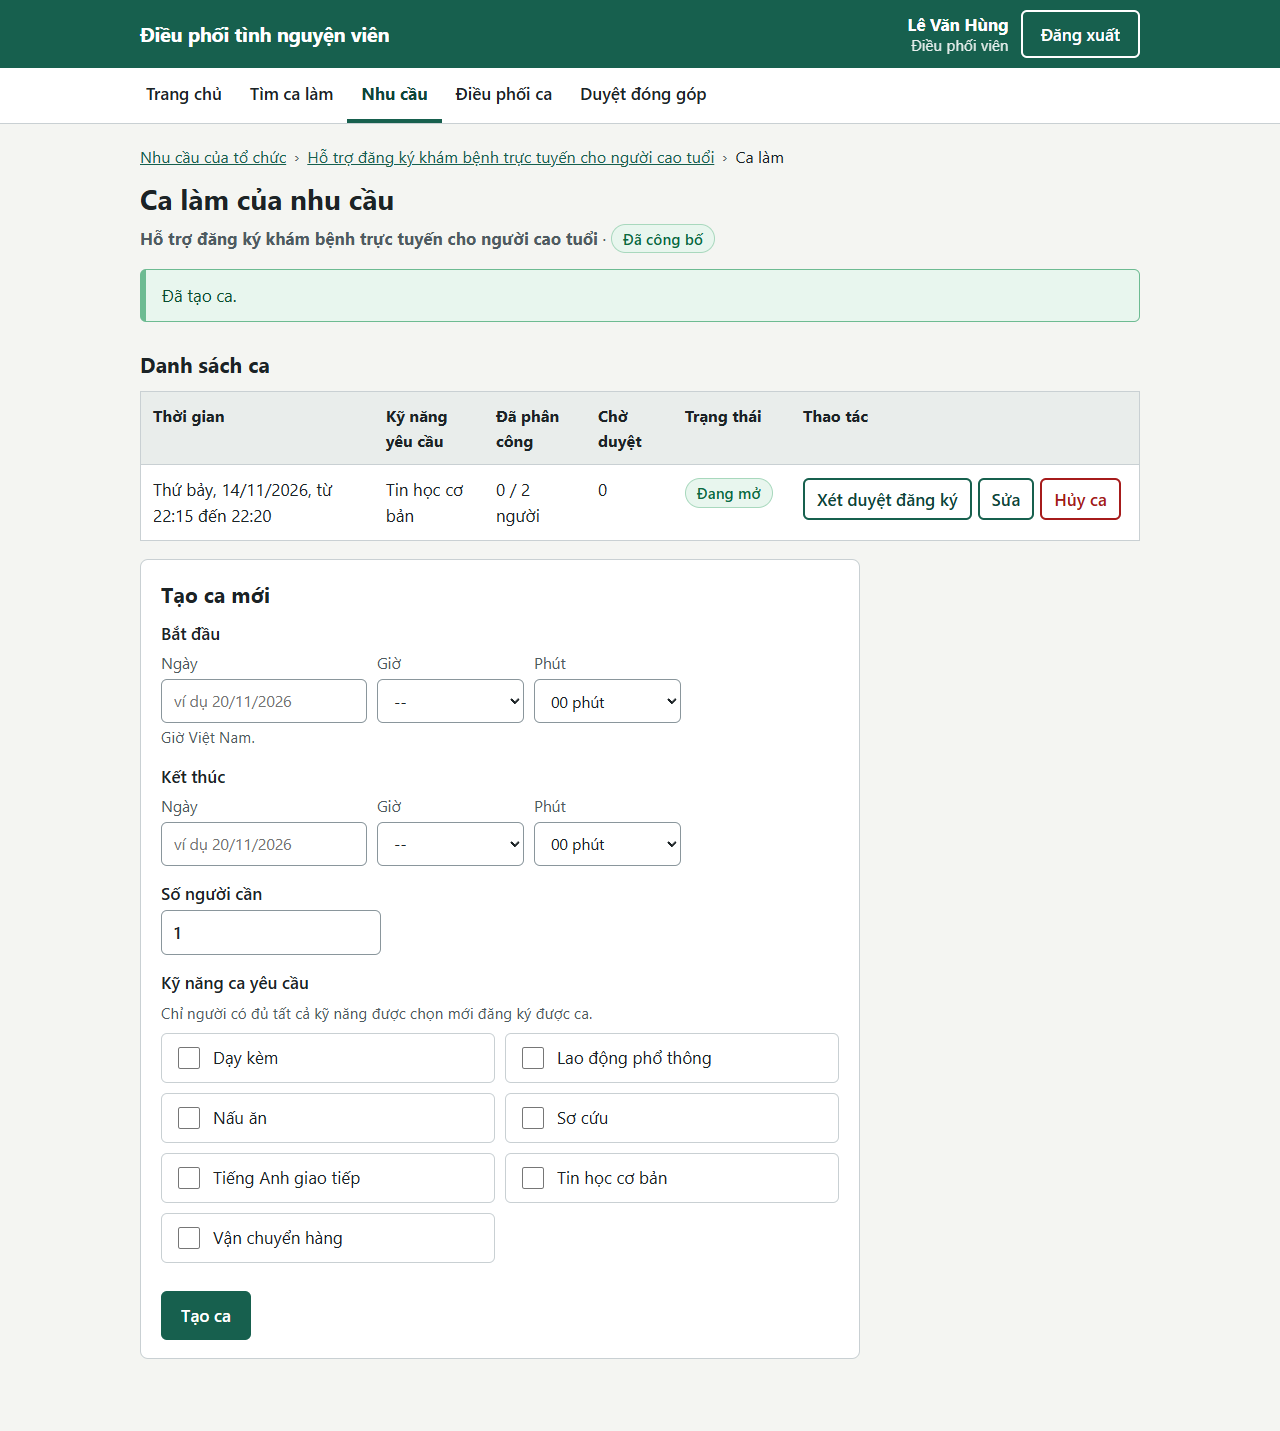 Điều phối tình nguyện viên
Lê Văn Hùng
Điều phối viên
Đăng xuất
Trang chủ
Tìm ca làm
Nhu cầu
Điều phối ca
Duyệt đóng góp
Nhu cầu của tổ chức › Hỗ trợ đăng ký khám bệnh trực tuyến cho người cao tuổi › Ca làm
Ca làm của nhu cầu
Hỗ trợ đăng ký khám bệnh trực tuyến cho người cao tuổi · Đã công bố
Đã tạo ca.
Danh sách ca
Thời gian
Kỹ năng yêu cầu
Đã phân công
Chờ duyệt
Trạng thái
Thao tác
Thứ bảy, 14/11/2026, từ 22:15 đến 22:20
Tin học cơ bản
0 / 2 người
0
Đang mở
Xét duyệt đăng ký
Sửa
Hủy ca
Tạo ca mới
Bắt đầu
Ngày
Giờ
Phút
ví dụ 20/11/2026
--
00 phút
Giờ Việt Nam.
Kết thúc
Ngày
Giờ
Phút
ví dụ 20/11/2026
--
00 phút
Số người cần
1
Kỹ năng ca yêu cầu
Chỉ người có đủ tất cả kỹ năng được chọn mới đăng ký được ca.
Dạy kèm
Lao động phổ thông
Nấu ăn
Sơ cứu
Tiếng Anh giao tiếp
Tin học cơ bản
Vận chuyển hàng
Tạo ca